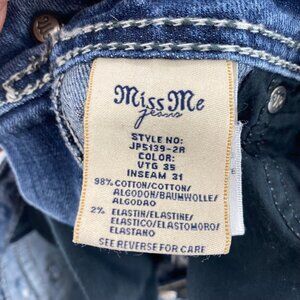 Miss Me
Jeans
STYLE NO:
JP5139-2R
COLOR:
VTG 35
INSEAM 31
98% COTTON/COTTON/
ALGODON/BAUMWOLLE/
ALGODAO
2% ELASTIN/ELASTINE/
ELASTICO/ELASTOMORO/
ELASTANO
SEE REVERSE FOR CARE